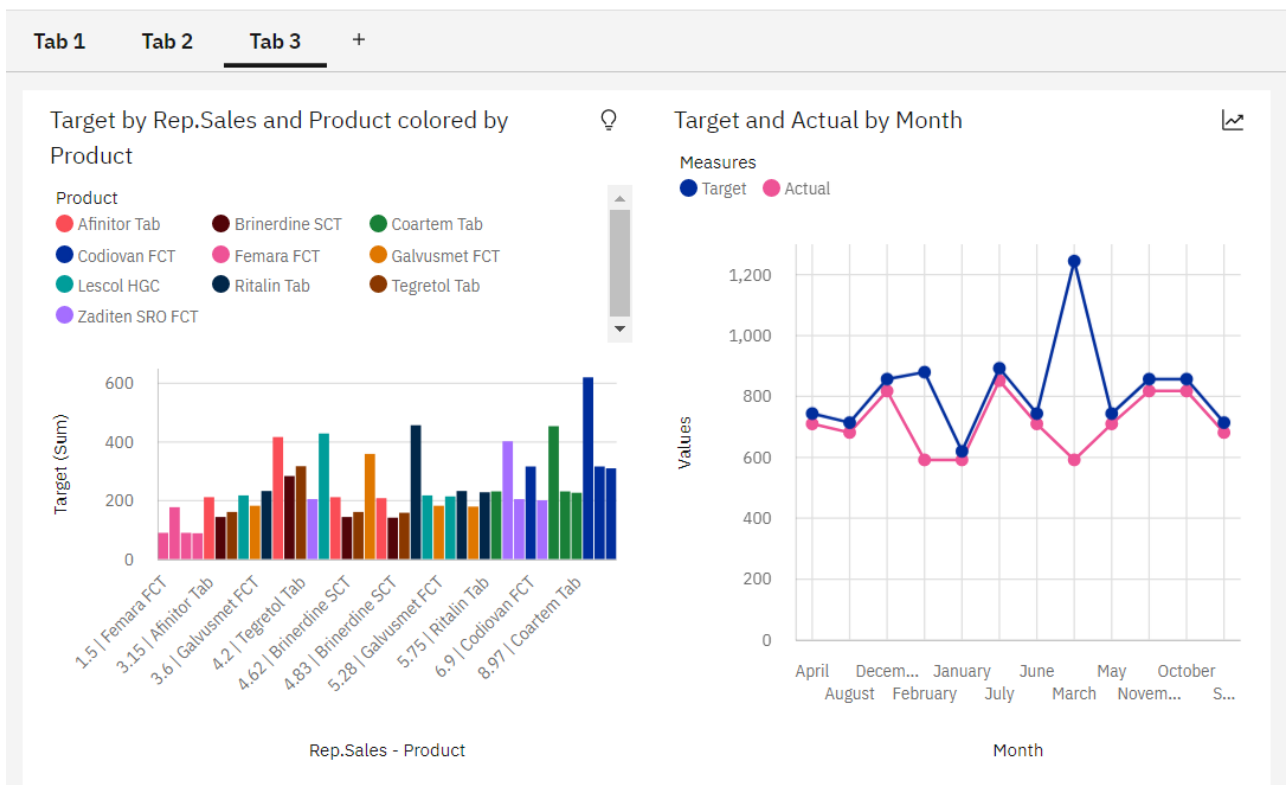 Tab 1 Tab 2 Tab 3 +
Target by Rep.Sales and Product colored by
Product
Product
Afinitor Tab Brinerdine SCT Coartem Tab
Codiovan FCT Femara FCT Galvusmet FCT
Lescol HGC Ritalin Tab Tegretol Tab
Zaditen SRO FCT
Target (Sum)
600
400
200
0
1.5 | Femara FCT
3.15 | Afinitor Tab
3.6 | Galvusmet FCT
4.2 | Tegretol Tab
4.62 | Brinerdine SCT
4.83 | Brinerdine SCT
5.28 | Galvusmet FCT
5.75 | Ritalin Tab
6.9 | Codiovan FCT
8.97 | Coartem Tab
Rep.Sales - Product
Target and Actual by Month
Measures
Target Actual
Values
1,200
1,000
800
600
400
200
0
April Decem... January June May October
August February July March Novem... S...
Month